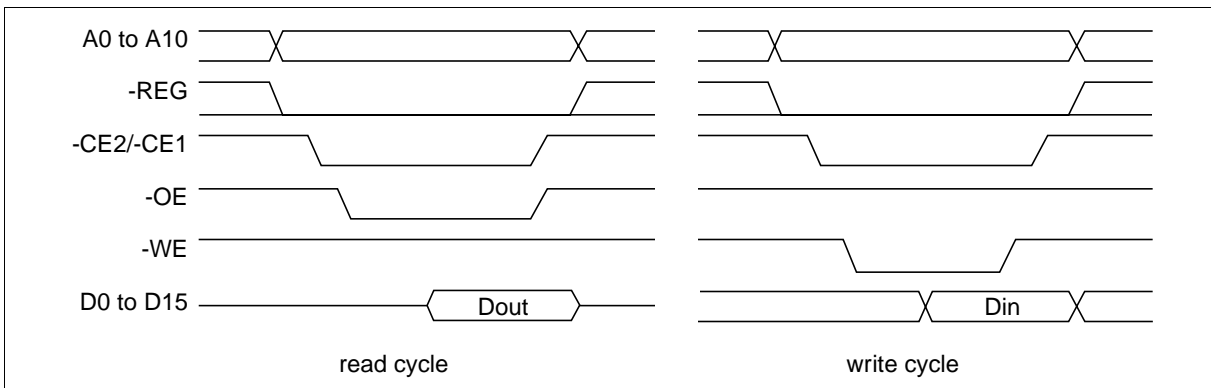 A0 to A10
-REG
-CE2/-CE1
-OE
-WE
D0 to D15
Dout
Din
read cycle
write cycle